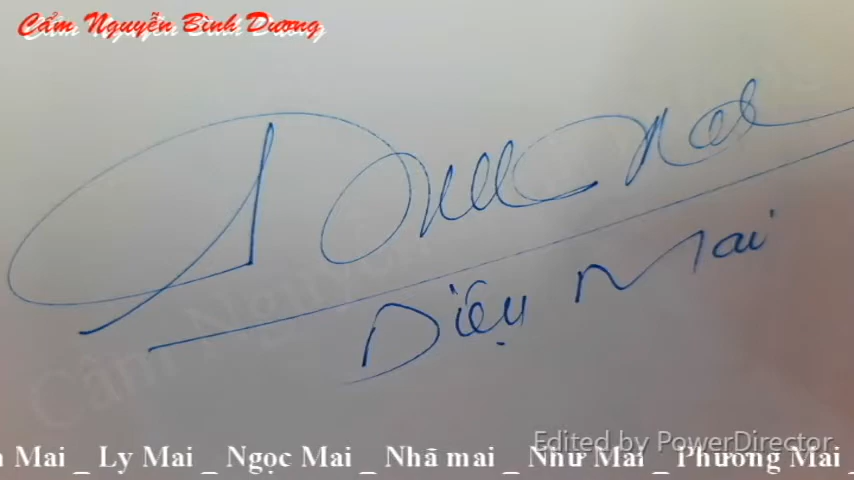 Cẩm Nguyễn Bình Dương
Diệu Mai
Edited by PowerDirector.
Mai _ Ly Mai _ Ngọc Mai _ Nhã mai _ Như Mai _ Phương Mai _